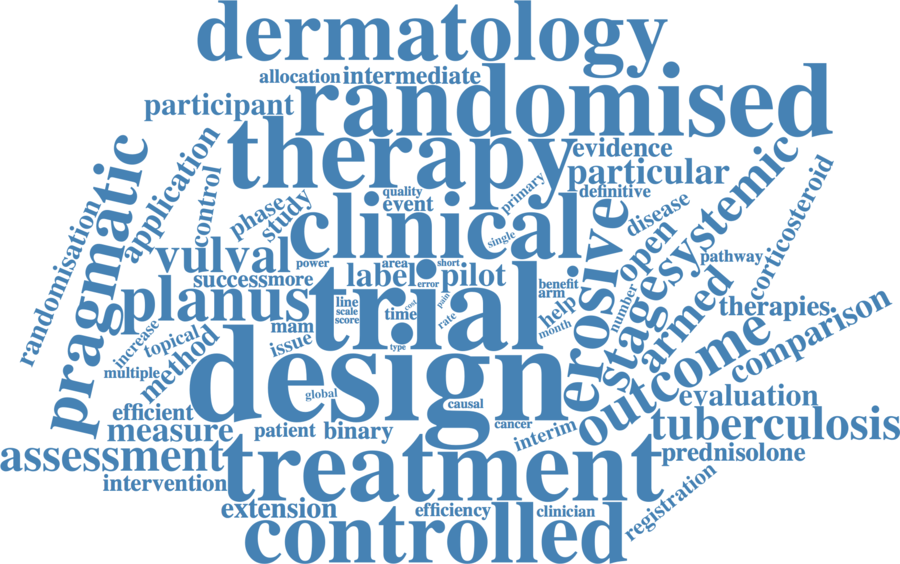 dermatology
allocation
intermediate
randomised
participant
therapy
evidence
particular
definitive
pragmatic
application
control
randomisation
phase
study
quality
event
primary
clinical
single
erosive
disease
open
systemic
corticosteroid
pathway
vulval
success
more
power
area
label
error
short
pilot
benefit
arm
help
month
number
stage
armed
therapies
planus
trial
line
scale
score
time
cost
pain
rate
type
mam
issue
increase
topical
multiple
method
design
global
causal
cancer
outcome
comparison
evaluation
efficient
measure
patient
binary
interim
tuberculosis
prednisolone
assessment
intervention
treatment
extension
efficiency
clinician
registration
controlled